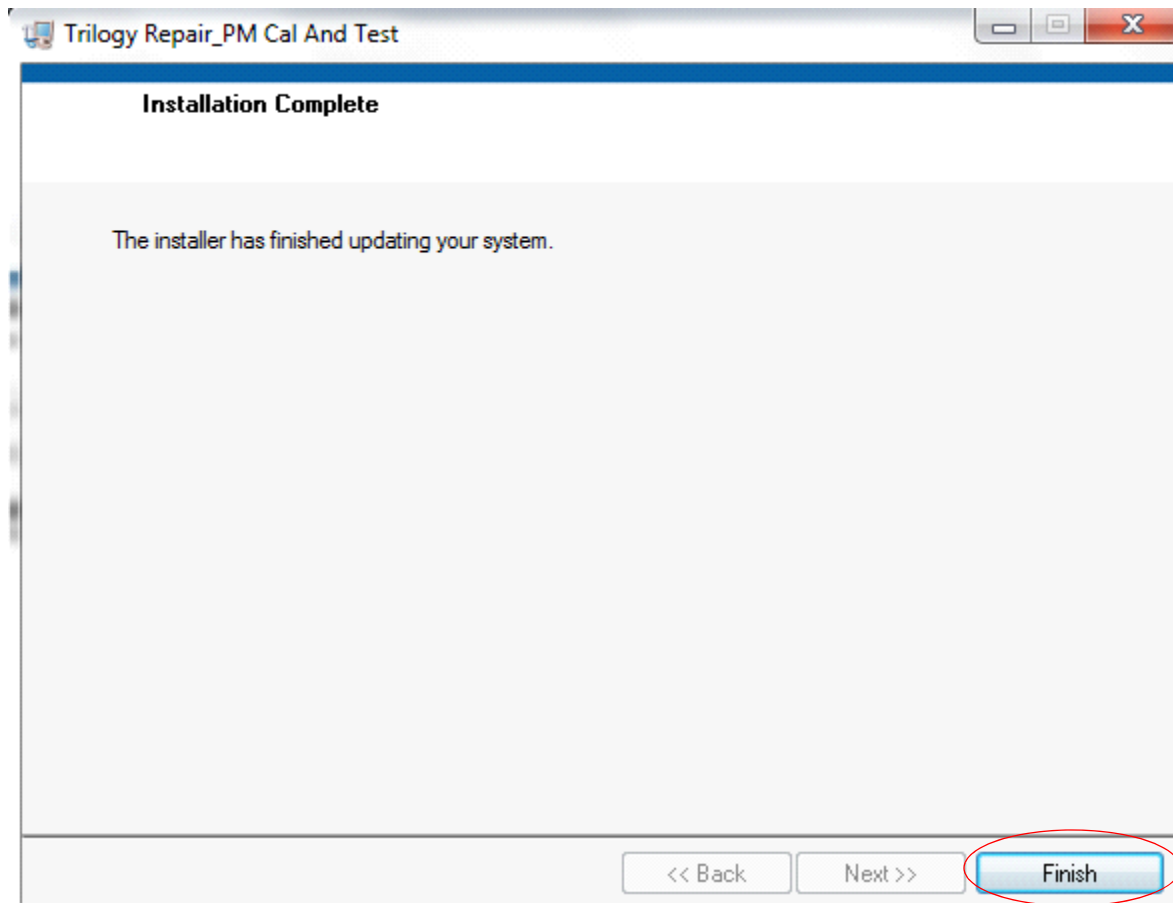 Trilogy Repair_PM Cal And Test
Installation Complete
The installer has finished updating your system.
<< Back
Next >>
Finish